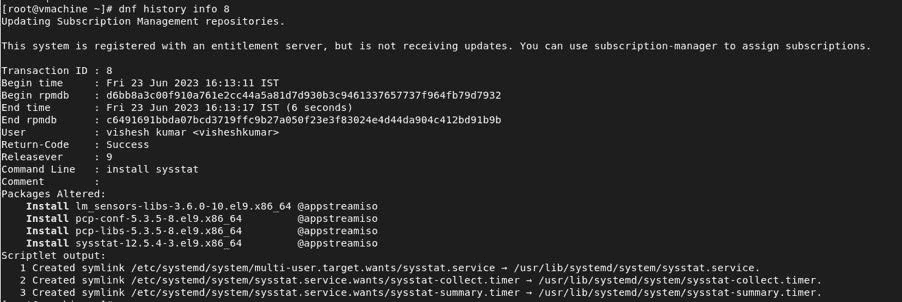 [root@vmachine ~]# dnf history info 8
Updating Subscription Management repositories.
This system is registered with an entitlement server, but is not receiving updates. You can use subscription-manager to assign subscriptions.
Transaction ID : 8
Begin time     : Fri 23 Jun 2023 16:13:11 IST
Begin rpmdb    : d6bb8a3c00f910a761e2cc44a5a81d7d930b3c9461337657737f964fb79d7932
End time       : Fri 23 Jun 2023 16:13:17 IST (6 seconds)
End rpmdb      : c6491691bbda07bcd3719ffc9b27a050f23e3f83024e4d44da904c412bd91b9b
User           : vishesh kumar <visheshkumar>
Return-Code    : Success
Releasever     : 9
Command Line   : install sysstat
Comment        :
Packages Altered:
    Install lm_sensors-libs-3.6.0-10.el9.x86_64 @appstreamiso
    Install pcp-conf-5.3.5-8.el9.x86_64         @appstreamiso
    Install pcp-libs-5.3.5-8.el9.x86_64         @appstreamiso
    Install sysstat-12.5.4-3.el9.x86_64         @appstreamiso
Scriptlet output:
   1 Created symlink /etc/systemd/system/multi-user.target.wants/sysstat.service → /usr/lib/systemd/system/sysstat.service.
   2 Created symlink /etc/systemd/system/sysstat.service.wants/sysstat-collect.timer → /usr/lib/systemd/system/sysstat-collect.timer.
   3 Created symlink /etc/systemd/system/sysstat.service.wants/sysstat-summary.timer → /usr/lib/systemd/system/sysstat-summary.timer.